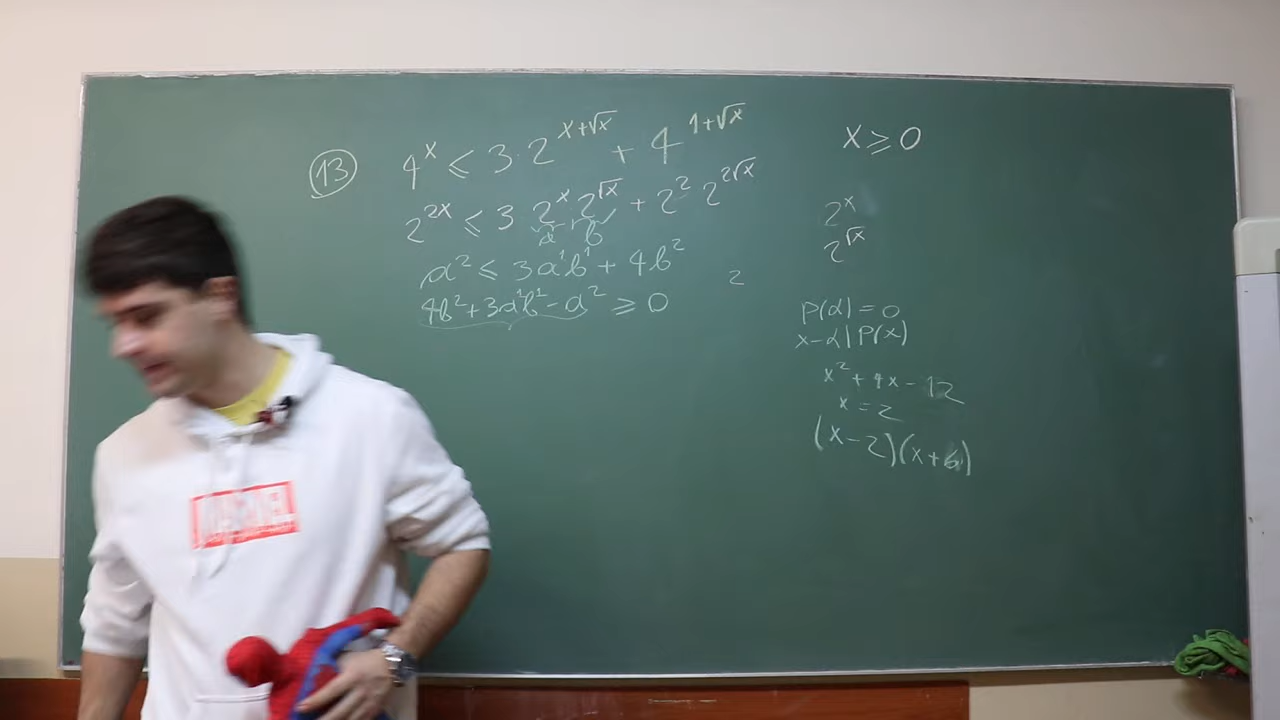 13 4^x ⩽ 3·2^(x+√x) + 4^(1+√x)
2^(2x) ⩽ 3 2^x 2^(√x) + 2^2·2^(2√x)
a b
a^2 ⩽ 3a^1b^1 + 4b^2
4b^2+3a^1b^1-a^2 ⩾ 0
2
x ⩾ 0
2^x
2^(√x)
P(α)=0
x-α|P(x)
x^2+4x-12
x=2
(x-2)(x+6)